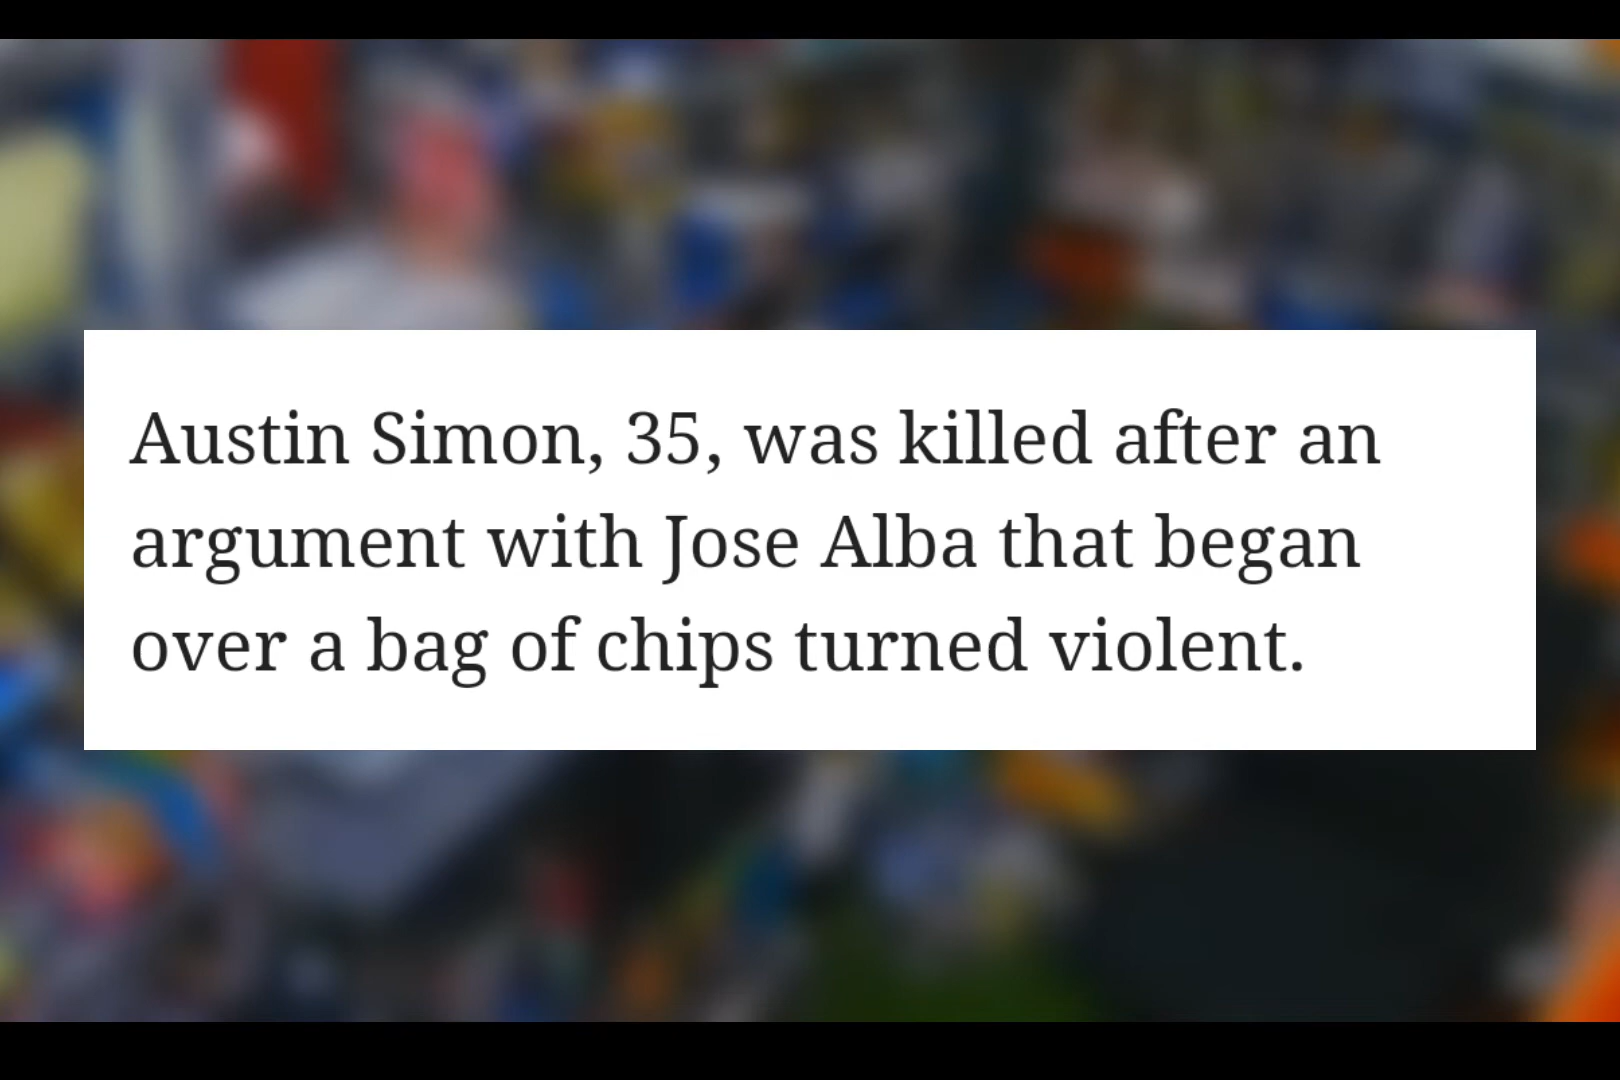 Austin Simon, 35, was killed after an
argument with Jose Alba that began
over a bag of chips turned violent.